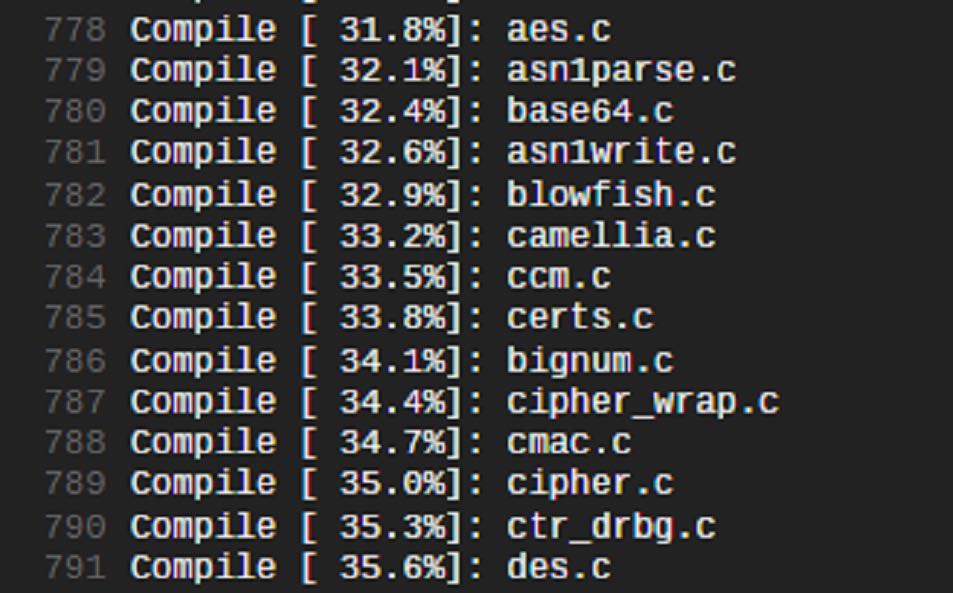 778 Compile [ 31.8%]: aes.c
779 Compile [ 32.1%]: asn1parse.c
780 Compile [ 32.4%]: base64.c
781 Compile [ 32.6%]: asn1write.c
782 Compile [ 32.9%]: blowfish.c
783 Compile [ 33.2%]: camellia.c
784 Compile [ 33.5%]: ccm.c
785 Compile [ 33.8%]: certs.c
786 Compile [ 34.1%]: bignum.c
787 Compile [ 34.4%]: cipher_wrap.c
788 Compile [ 34.7%]: cmac.c
789 Compile [ 35.0%]: cipher.c
790 Compile [ 35.3%]: ctr_drbg.c
791 Compile [ 35.6%]: des.c